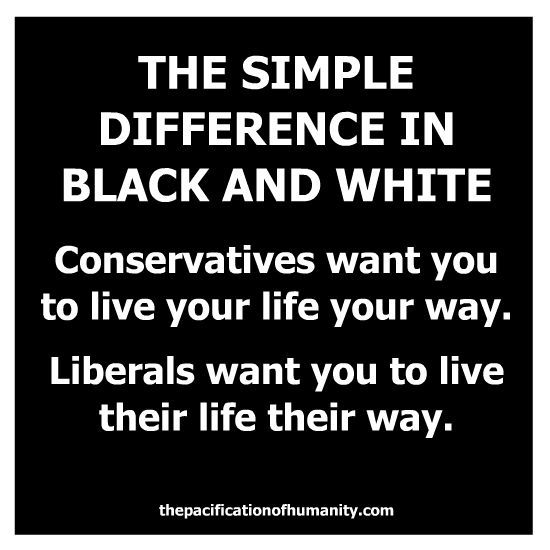 THE SIMPLE
DIFFERENCE IN
BLACK AND WHITE
Conservatives want you
to live your life your way.
Liberals want you to live
their life their way.
thepacificationofhumanity.com